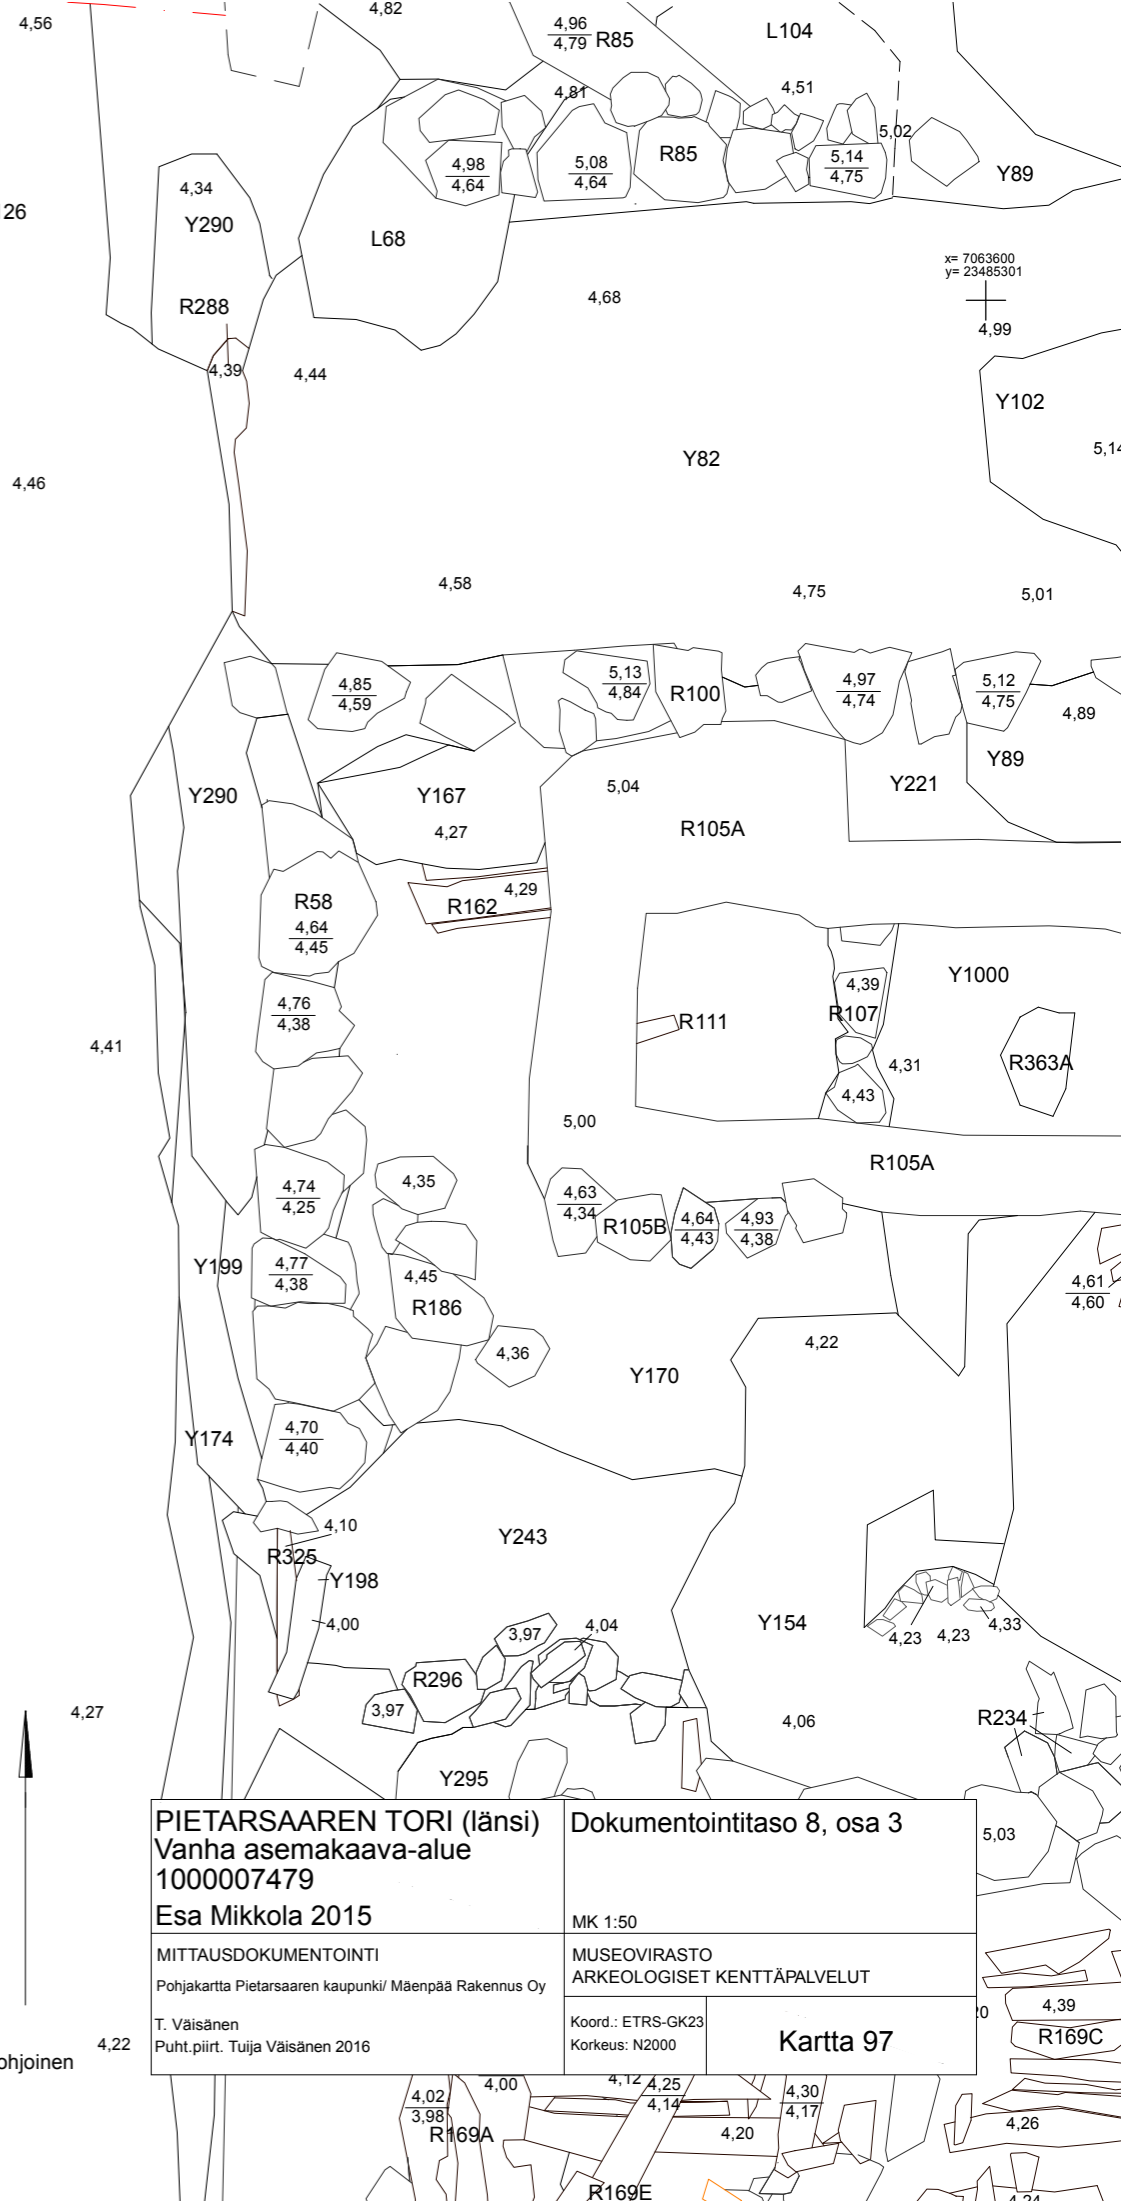 4,56
4,82
4,96
4,79
R85
L104
4,51
4,81
5,02
4,98
4,64
5,08
4,64
R85
5,14
4,75
Y89
4,34
Y290
26
L68
x= 7063600
y= 23485301
4,68
R288
4,99
4,39
4,44
Y102
5,14
Y82
4,46
4,58
4,75
5,01
4,85
4,59
5,13
4,84
R100
4,97
4,74
5,12
4,75
4,89
Y89
Y290
Y167
5,04
Y221
4,27
R105A
4,29
R58
R162
4,64
4,45
Y1000
4,39
4,76
4,38
R107
R111
4,41
4,31
R363A
4,43
5,00
R105A
4,35
4,74
4,25
4,63
4,34
R105B
4,64
4,43
4,93
4,38
Y199
4,77
4,38
4,45
4,61
4,60
R186
4,36
4,22
Y170
Y174
4,70
4,40
4,10
Y243
R325
Y198
4,00
3,97
4,04
Y154
4,23
4,23
4,33
R296
3,97
4,27
4,06
R234
Y295
PIETARSAAREN TORI (länsi)
Vanha asemakaava-alue
1000007479
Esa Mikkola 2015
Dokumentointitaso 8, osa 3
MK 1:50
5,03
MITTAUSDOKUMENTOINTI
Pohjakartta Pietarsaaren kaupunki/ Mäenpää Rakennus Oy
T. Väisänen
Puht.piirt. Tuija Väisänen 2016
MUSEOVIRASTO
ARKEOLOGISET KENTTÄPALVELUT
Koord.: ETRS-GK23
Korkeus: N2000
Kartta 97
20
4,39
R169C
4,22
ohjoinen
4,02
3,98
4,00
4,12
4,25
4,14
4,30
4,17
R169A
4,20
4,26
R169E
4,24